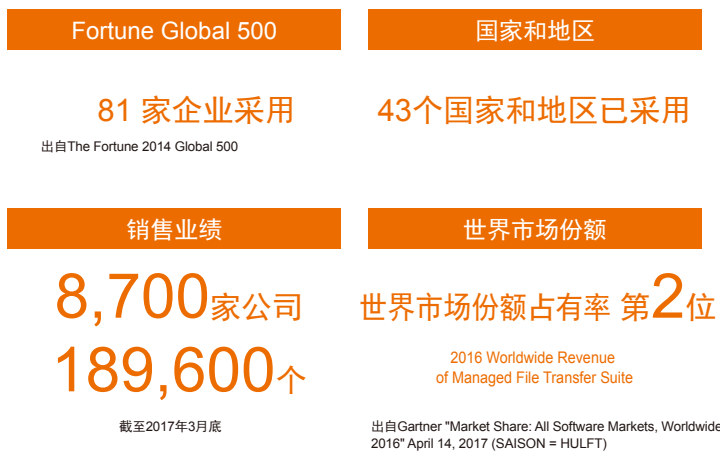 Fortune Global 500
81 家企业采用
出自The Fortune 2014 Global 500
国家和地区
43个国家和地区已采用
销售业绩
8,700家公司
189,600个
截至2017年3月底
世界市场份额
世界市场份额占有率 第2位
2016 Worldwide Revenue
of Managed File Transfer Suite
出自Gartner "Market Share: All Software Markets, Worldwide
2016" April 14, 2017 (SAISON = HULFT)